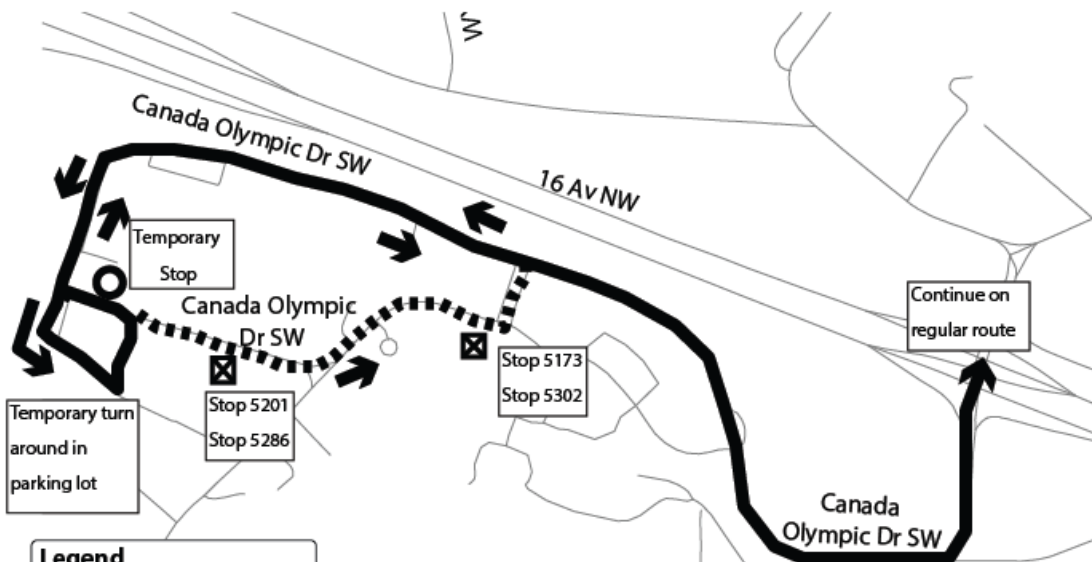 W
Canada Olympic Dr SW
16 Av NW
Temporary
Stop
Canada Olympic
Dr SW
Continue on
regular route
Stop 5173
Stop 5302
Stop 5201
Stop 5286
Temporary turn
around in
parking lot
Canada
Olympic Dr SW
Legend